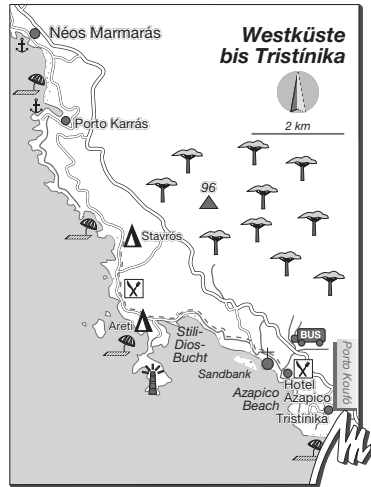 Néos Marmarás
Westküste
bis Tristínika
2 km
Porto Karrás
96
Stavrós
Areti
Stili-
Dios-
Bucht
BUS
Sandbank
Porto Koufó
Azapico
Beach
Hotel
Azapico
Tristínika